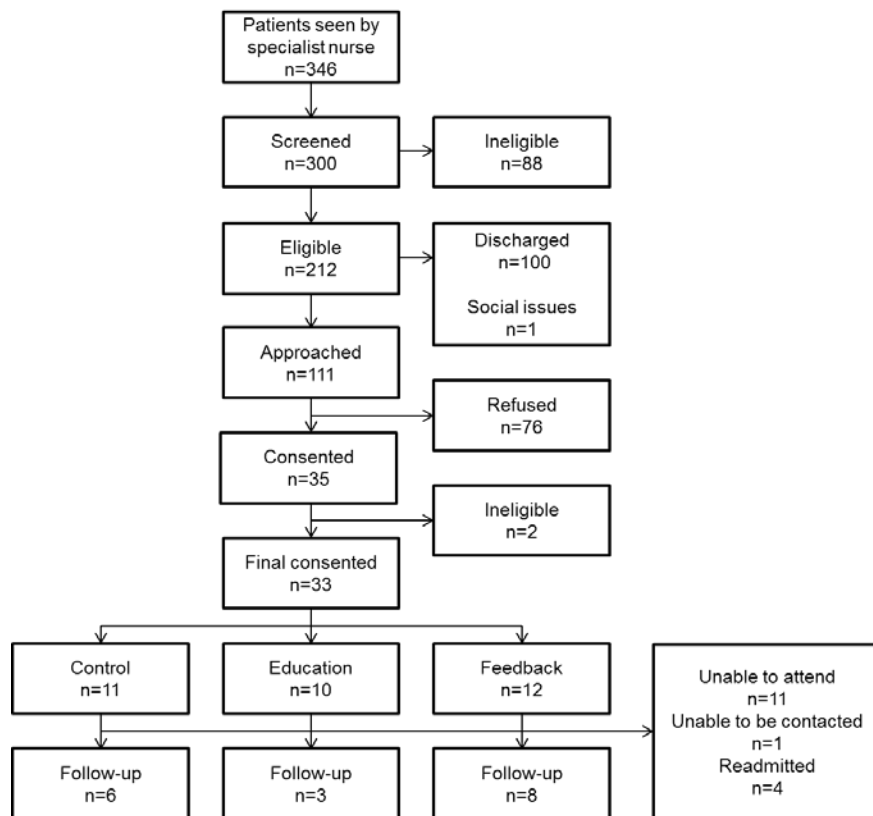 Patients seen by
specialist nurse
n=346
Screened
n=300
Ineligible
n=88
Eligible
n=212
Discharged
n=100
Social issues
n=1
Approached
n=111
Refused
n=76
Consented
n=35
Ineligible
n=2
Final consented
n=33
Control
n=11
Education
n=10
Feedback
n=12
Unable to attend
n=11
Unable to be contacted
n=1
Readmitted
n=4
Follow-up
n=6
Follow-up
n=3
Follow-up
n=8